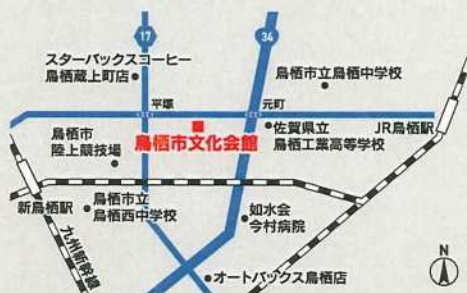 17
34
スターバックスコーヒー
鳥栖蔵上町店
鳥栖市立鳥栖中学校
平塚
元町
鳥栖市文化会館
佐賀県立
鳥栖工業高等学校
JR鳥栖駅
鳥栖市
陸上競技場
新鳥栖駅
鳥栖市立
鳥栖西中学校
如水会
今村病院
九州新幹線
オートバックス鳥栖店
N